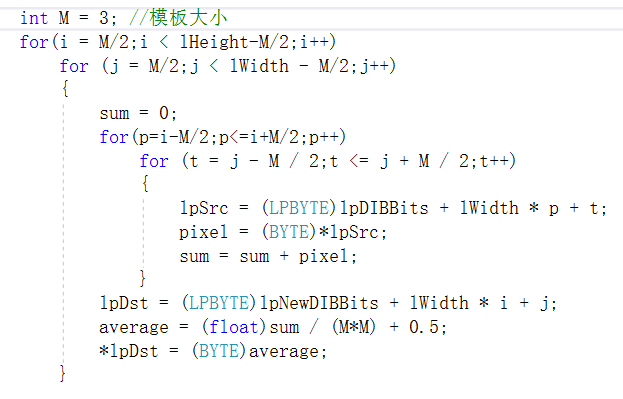 int M = 3; //模板大小
for(i = M/2;i < lHeight-M/2;i++)
for (j = M/2;j < lWidth - M/2;j++)
{
sum = 0;
for(p=i-M/2;p<=i+M/2;p++)
for (t = j - M / 2;t <= j + M / 2;t++)
{
lpSrc = (LPBYTE)lpDIBBits + lWidth * p + t;
pixel = (BYTE)*lpSrc;
sum = sum + pixel;
}
lpDst = (LPBYTE)lpNewDIBBits + lWidth * i + j;
average = (float)sum / (M*M) + 0.5;
*lpDst = (BYTE)average;
}